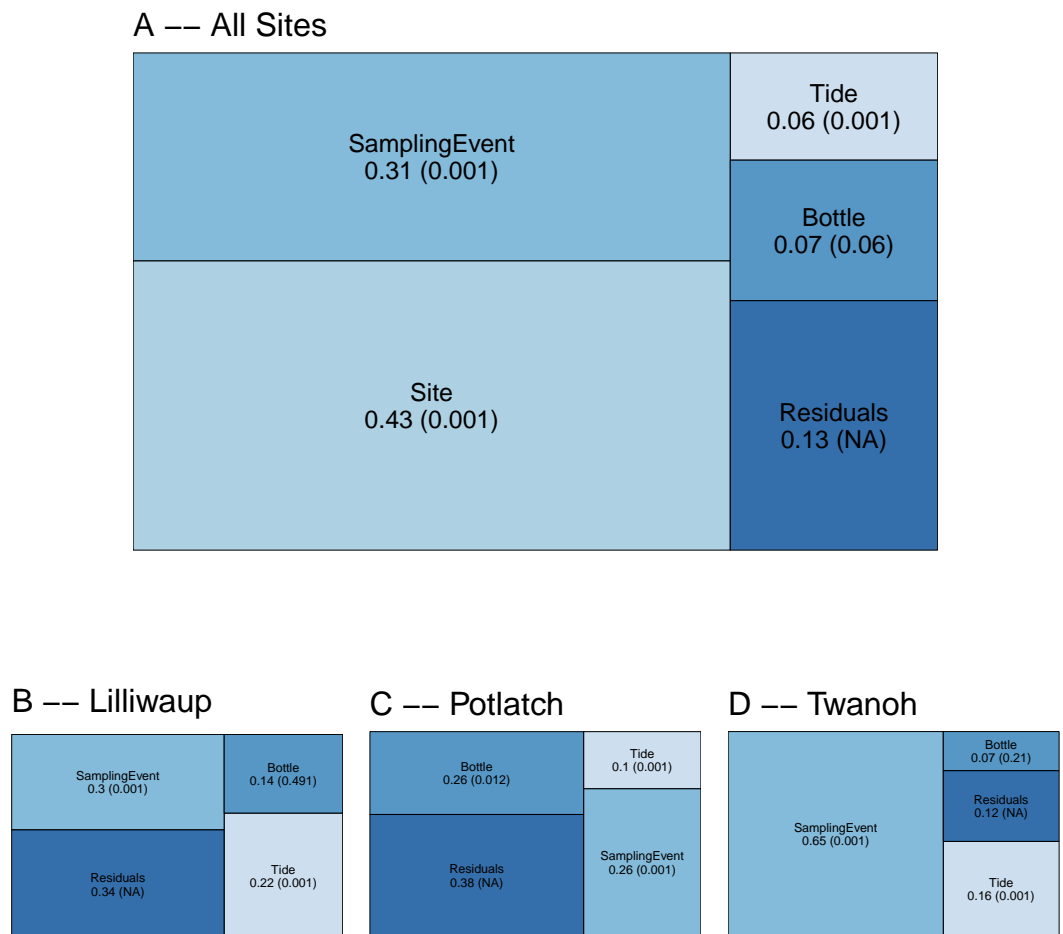 A −− All Sites
SamplingEvent
0.31 (0.001)
Site
0.43 (0.001)
Tide
0.06 (0.001)
Bottle
0.07 (0.06)
Residuals
0.13 (NA)
B −− Lilliwaup
SamplingEvent
0.3 (0.001)
Residuals
0.34 (NA)
Bottle
0.14 (0.491)
Tide
0.22 (0.001)
C −− Potlatch
Bottle
0.26 (0.012)
Residuals
0.38 (NA)
Tide
0.1 (0.001)
SamplingEvent
0.26 (0.001)
D −− Twanoh
SamplingEvent
0.65 (0.001)
Bottle
0.07 (0.21)
Residuals
0.12 (NA)
Tide
0.16 (0.001)